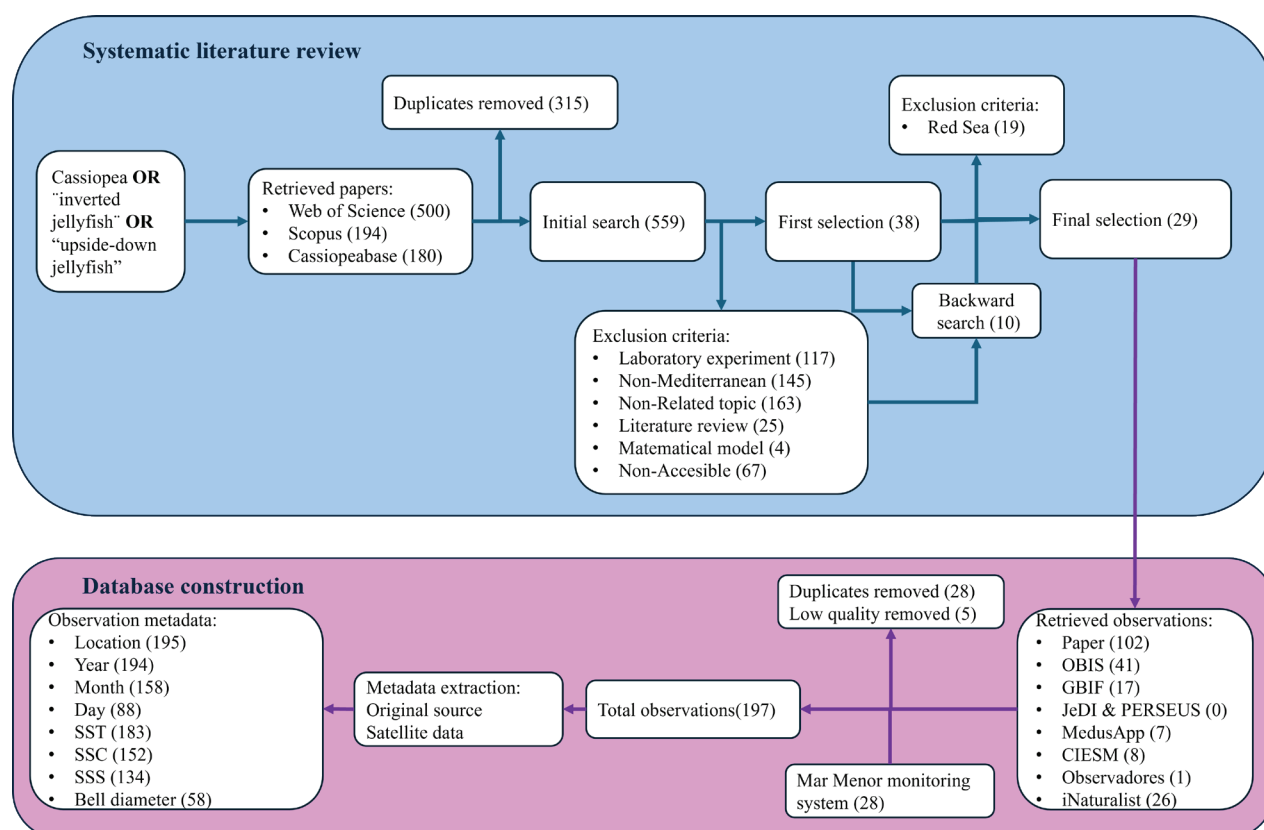 Systematic literature review
Cassiopea OR
¨inverted
jellyfish¨ OR
“upside-down
jellyfish”
Retrieved papers:
• Web of Science (500)
• Scopus (194)
• Cassiopeabase (180)
Duplicates removed (315)
Initial search (559)
Exclusion criteria:
• Laboratory experiment (117)
• Non-Mediterranean (145)
• Non-Related topic (163)
• Literature review (25)
• Matematical model (4)
• Non-Accesible (67)
First selection (38)
Backward
search (10)
Exclusion criteria:
• Red Sea (19)
Final selection (29)
Database construction
Retrieved observations:
• Paper (102)
• OBIS (41)
• GBIF (17)
• JeDI & PERSEUS (0)
• MedusApp (7)
• CIESM (8)
• Observadores (1)
• iNaturalist (26)
Duplicates removed (28)
Low quality removed (5)
Mar Menor monitoring
system (28)
Total observations(197)
Metadata extraction:
Original source
Satellite data
Observation metadata:
• Location (195)
• Year (194)
• Month (158)
• Day (88)
• SST (183)
• SSC (152)
• SSS (134)
• Bell diameter (58)